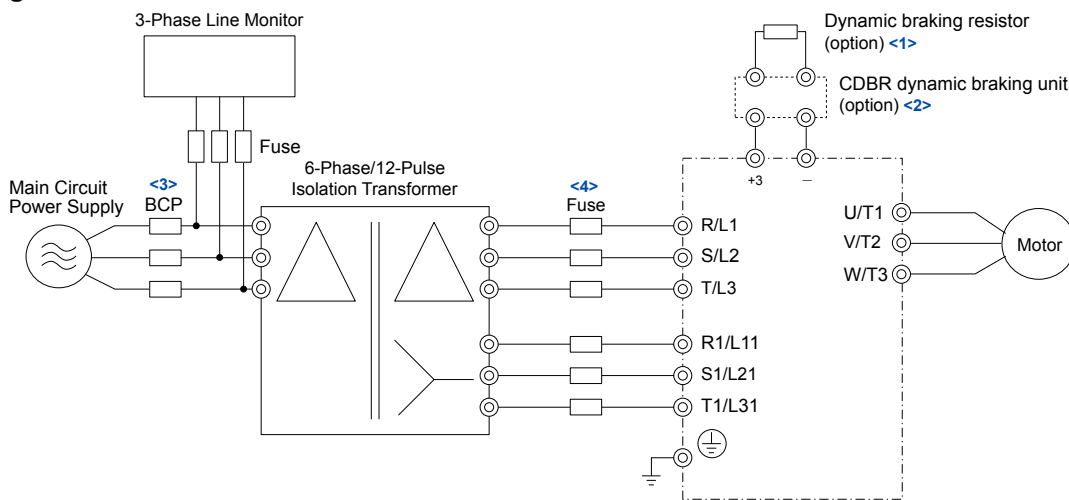 3-Phase Line Monitor
Fuse
Main Circuit
Power Supply
<3>
BCP
6-Phase/12-Pulse
Isolation Transformer
<4>
Fuse
Dynamic braking resistor
(option) <1>
CDBR dynamic braking unit
(option) <2>
+3
–
R/L1
S/L2
T/L3
R1/L11
S1/L21
T1/L31
U/T1
V/T2
W/T3
Motor